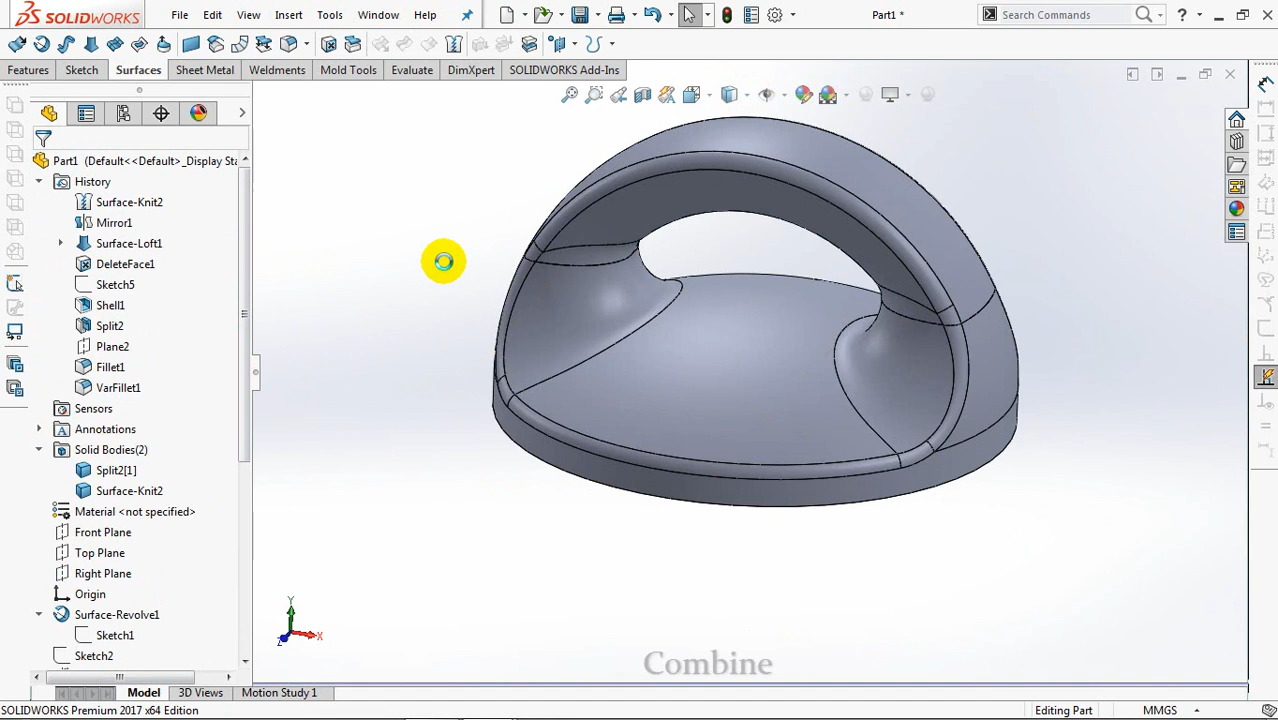 SOLIDWORKS File Edit View Insert Tools Window Help Part1 * Search Commands ?
Features Sketch Surfaces Sheet Metal Weldments Mold Tools Evaluate DimXpert SOLIDWORKS Add-Ins
Part1 (Default<<Default>_Display Sta
History
Surface-Knit2
Mirror1
Surface-Loft1
DeleteFace1
Sketch5
Shell1
Split2
Plane2
Fillet1
VarFillet1
Sensors
Annotations
Solid Bodies(2)
Split2[1]
Surface-Knit2
Material <not specified>
Front Plane
Top Plane
Right Plane
Origin
Surface-Revolve1
Sketch1
Sketch2
Y
X
Z
Combine
Model 3D Views Motion Study 1
SOLIDWORKS Premium 2017 x64 Edition Editing Part MMGS